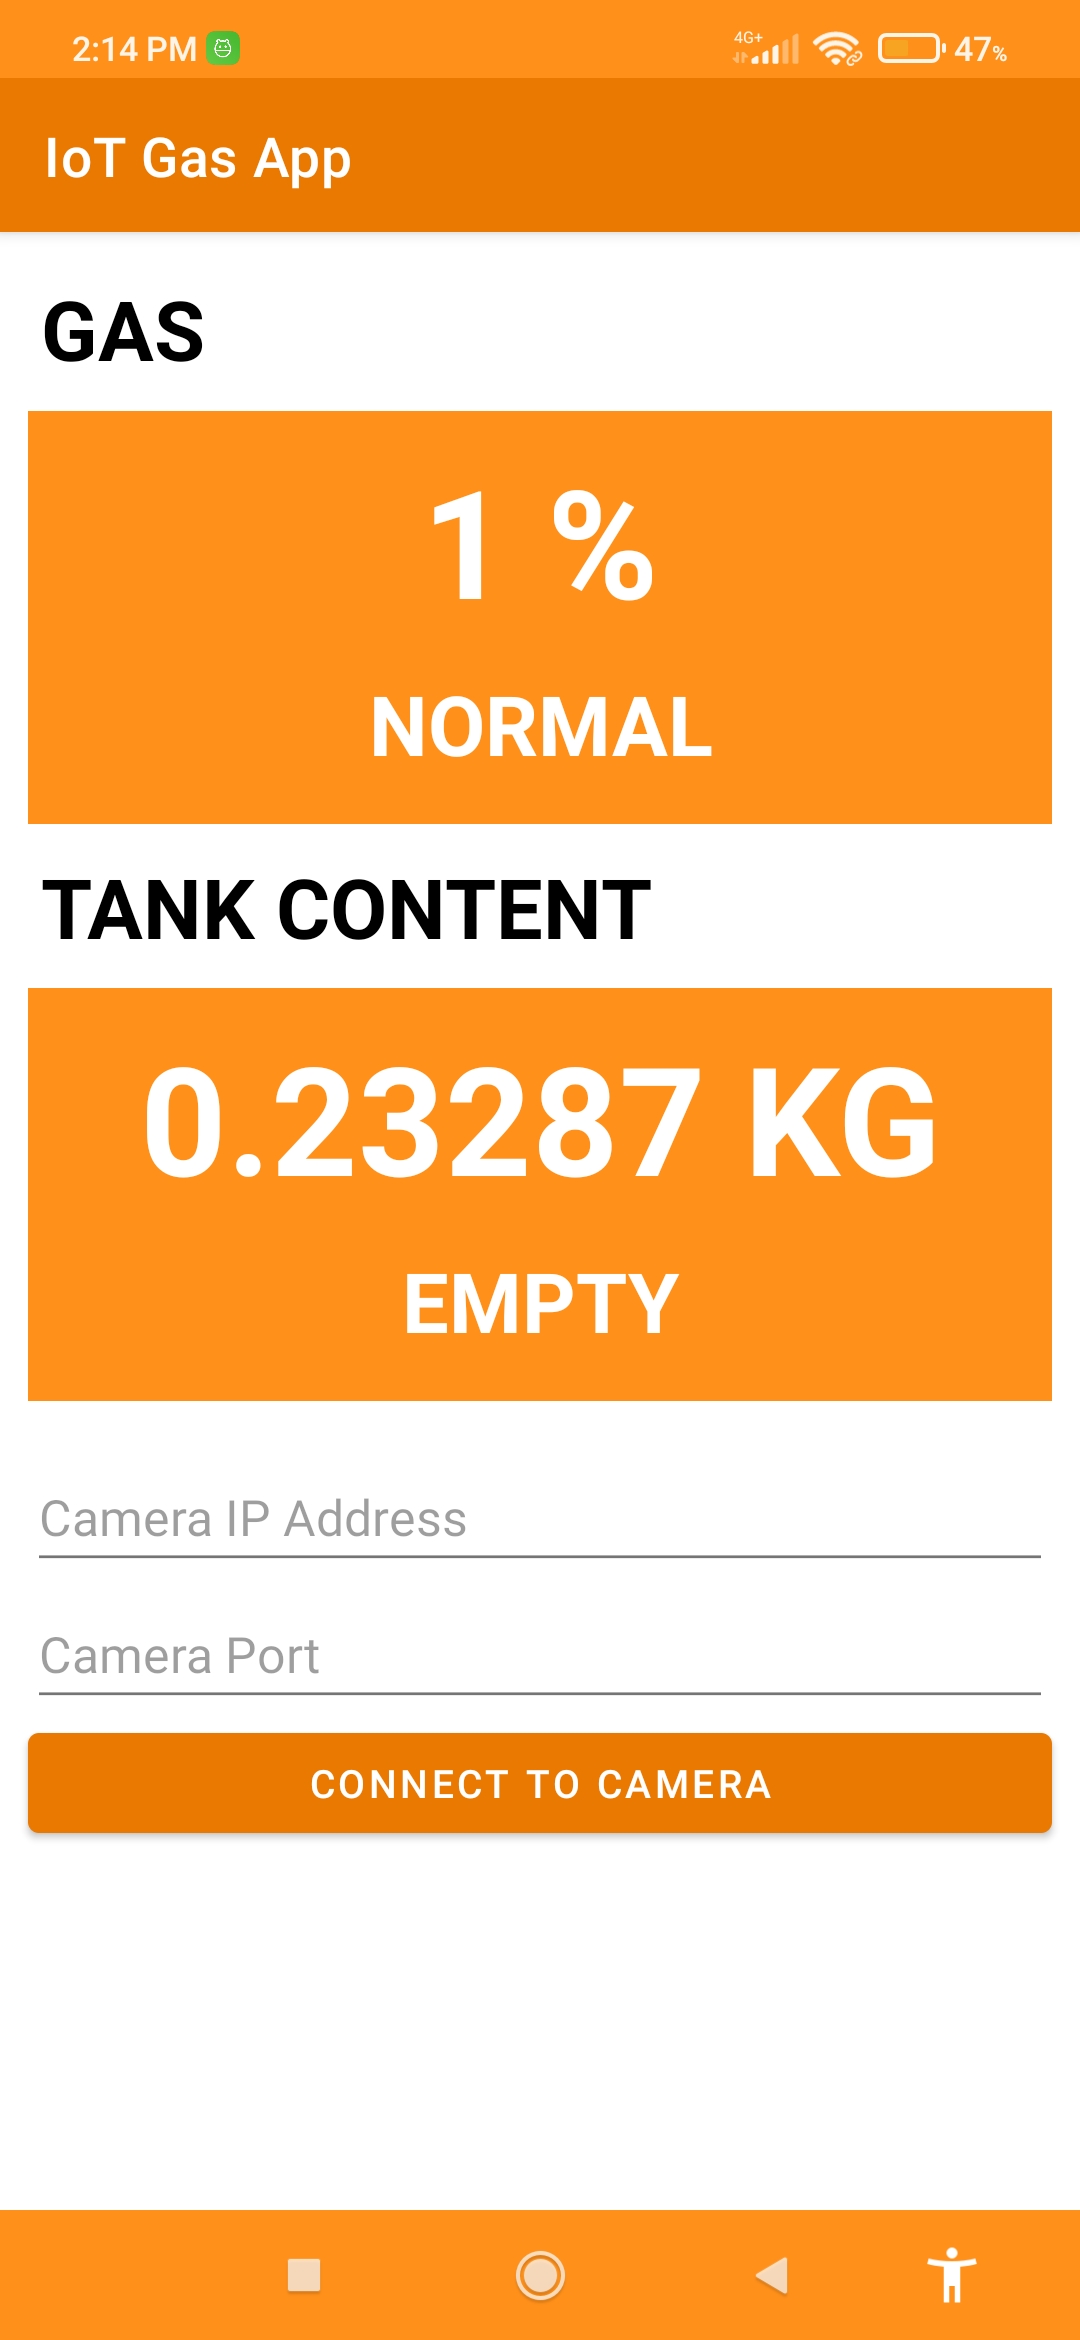 2:14 PM 4G+ 47%
IoT Gas App
GAS
1 %
NORMAL
TANK CONTENT
0.23287 KG
EMPTY
Camera IP Address
Camera Port
CONNECT TO CAMERA